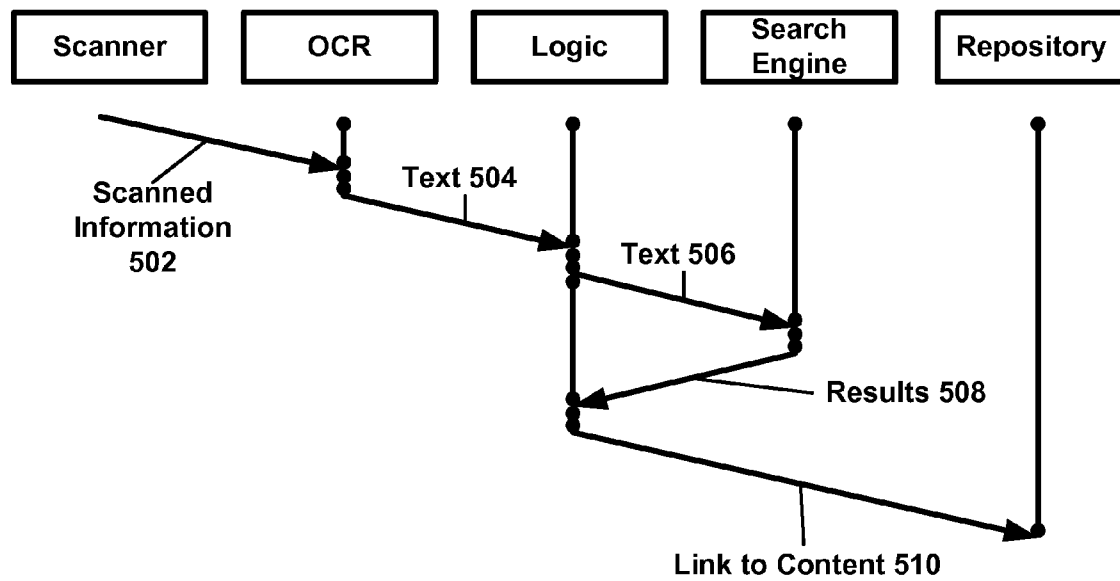 Scanner
OCR
Logic
Search
Engine
Repository
Scanned
Information
502
Text 504
Text 506
Results 508
Link to Content 510